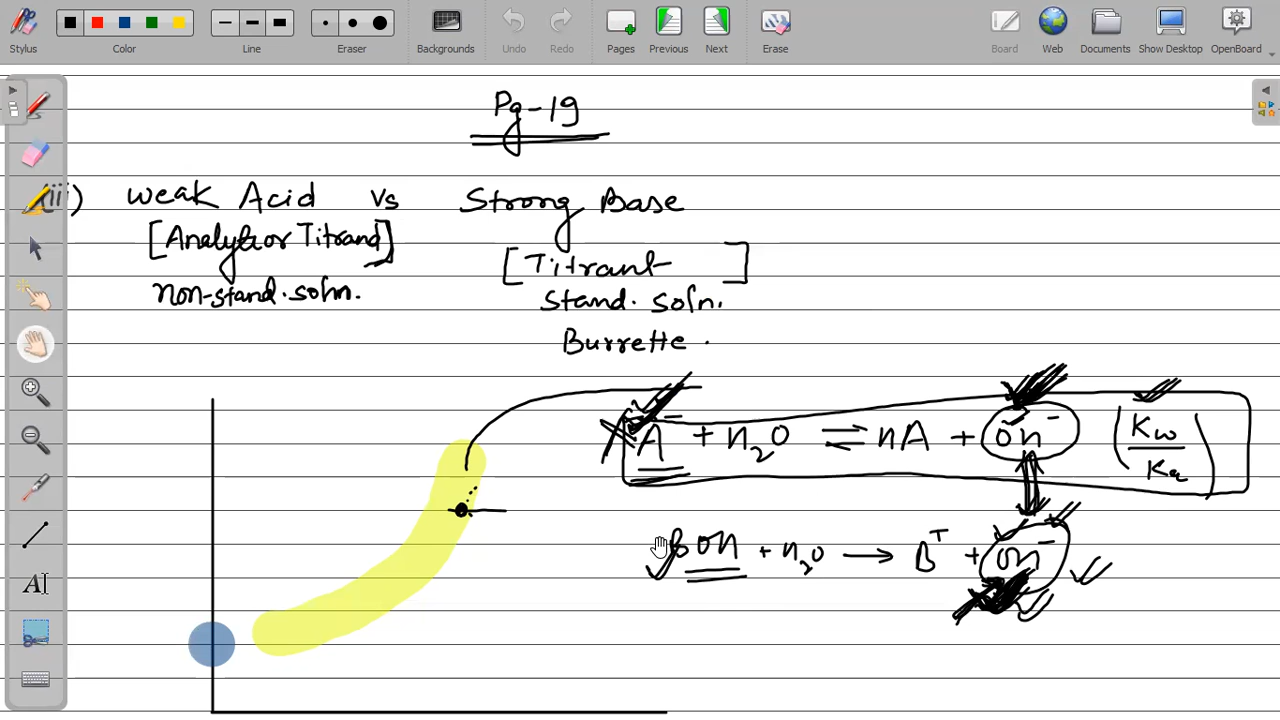 Stylus Color Line Eraser Backgrounds Undo Redo Pages Previous Next Erase Board Web Documents Show Desktop OpenBoard
Pg-19
(iii) weak Acid Vs Strong Base
[Analyte or Titrand] [Titrant]
non-stand. soln. stand. soln.
Burrette.
A⁻ + H₂O ⇌ HA + OH⁻ (Kw/Ka)
BOH + H₂O → B⁺ + OH⁻